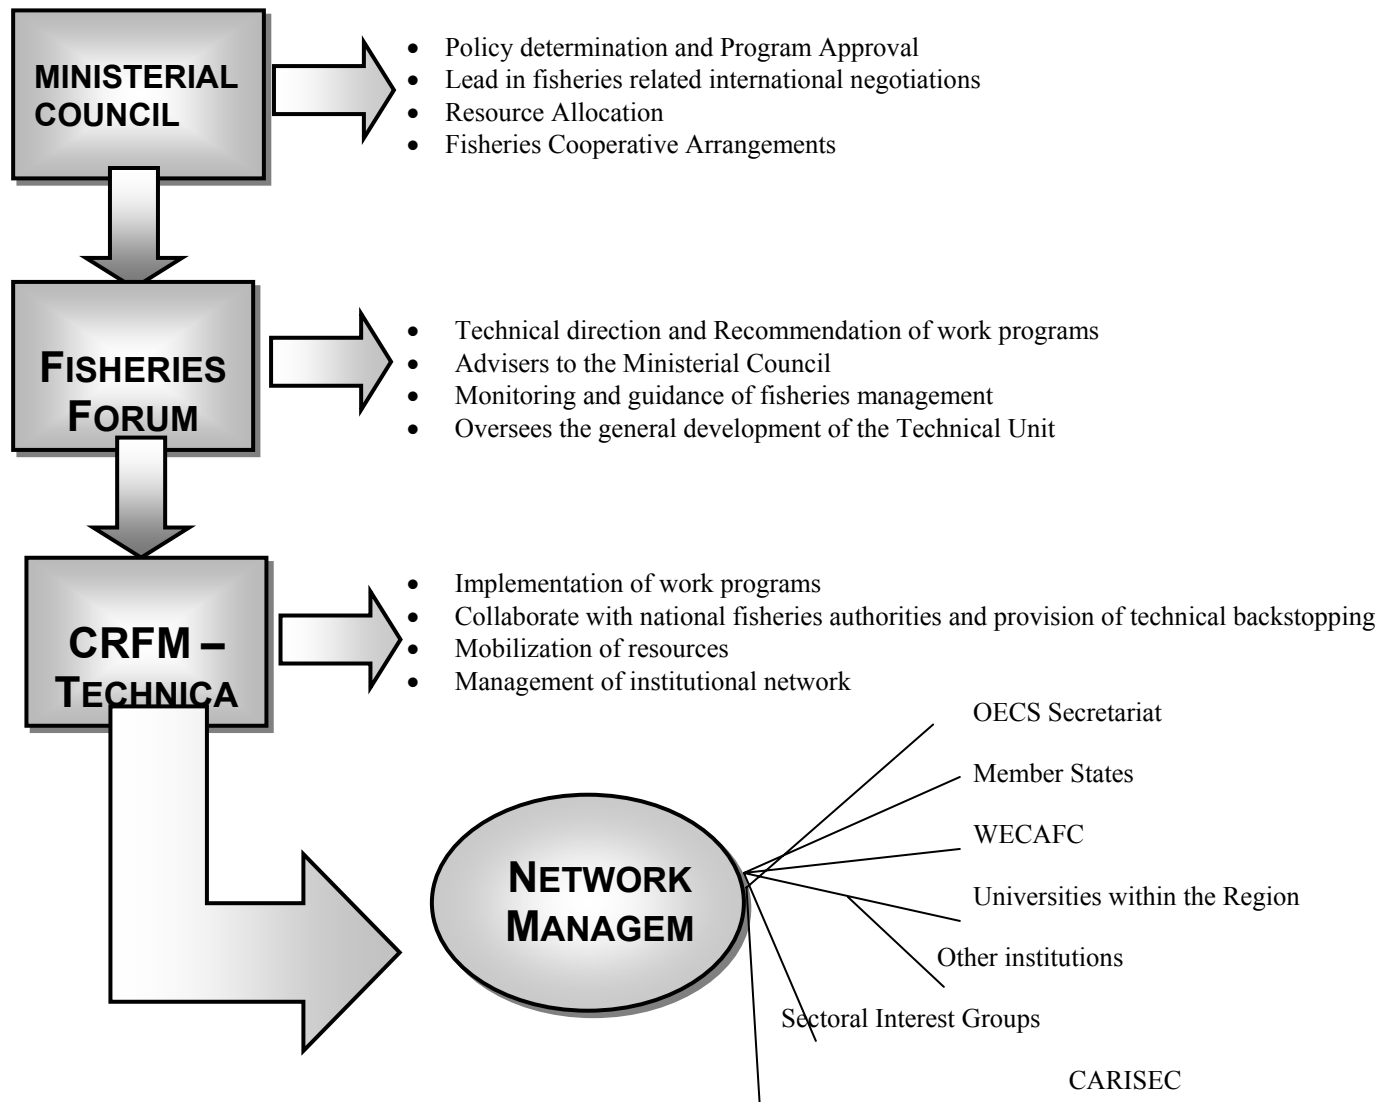 MINISTERIAL
COUNCIL
• Policy determination and Program Approval
• Lead in fisheries related international negotiations
• Resource Allocation
• Fisheries Cooperative Arrangements
FISHERIES
FORUM
• Technical direction and Recommendation of work programs
• Advisers to the Ministerial Council
• Monitoring and guidance of fisheries management
• Oversees the general development of the Technical Unit
CRFM –
TECHNICA
• Implementation of work programs
• Collaborate with national fisheries authorities and provision of technical backstopping
• Mobilization of resources
• Management of institutional network
NETWORK
MANAGEM
OECS Secretariat
Member States
WECAFC
Universities within the Region
Other institutions
Sectoral Interest Groups
CARISEC